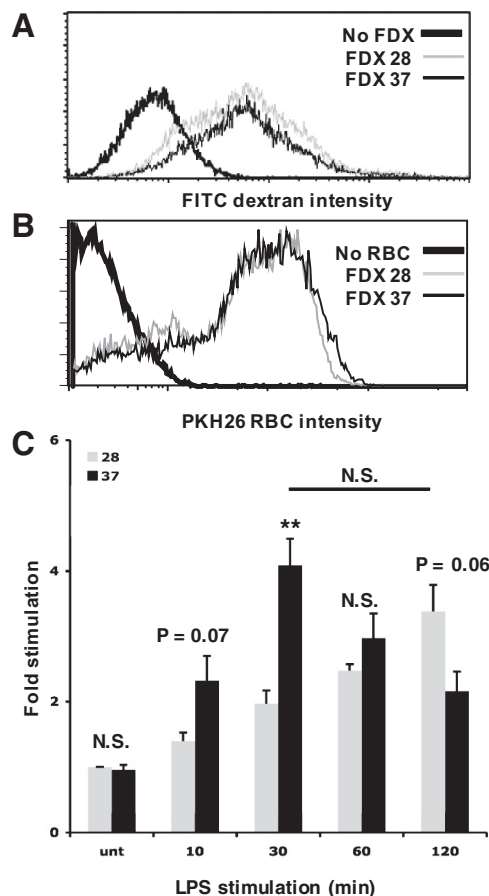 A
No FDX
FDX 28
FDX 37
FITC dextran intensity
B
No RBC
FDX 28
FDX 37
PKH26 RBC intensity
C
6
28
37
N.S.
**
P = 0.06
4
N.S.
P = 0.07
Fold stimulation
2
N.S.
0
unt 10 30 60 120
LPS stimulation (min)